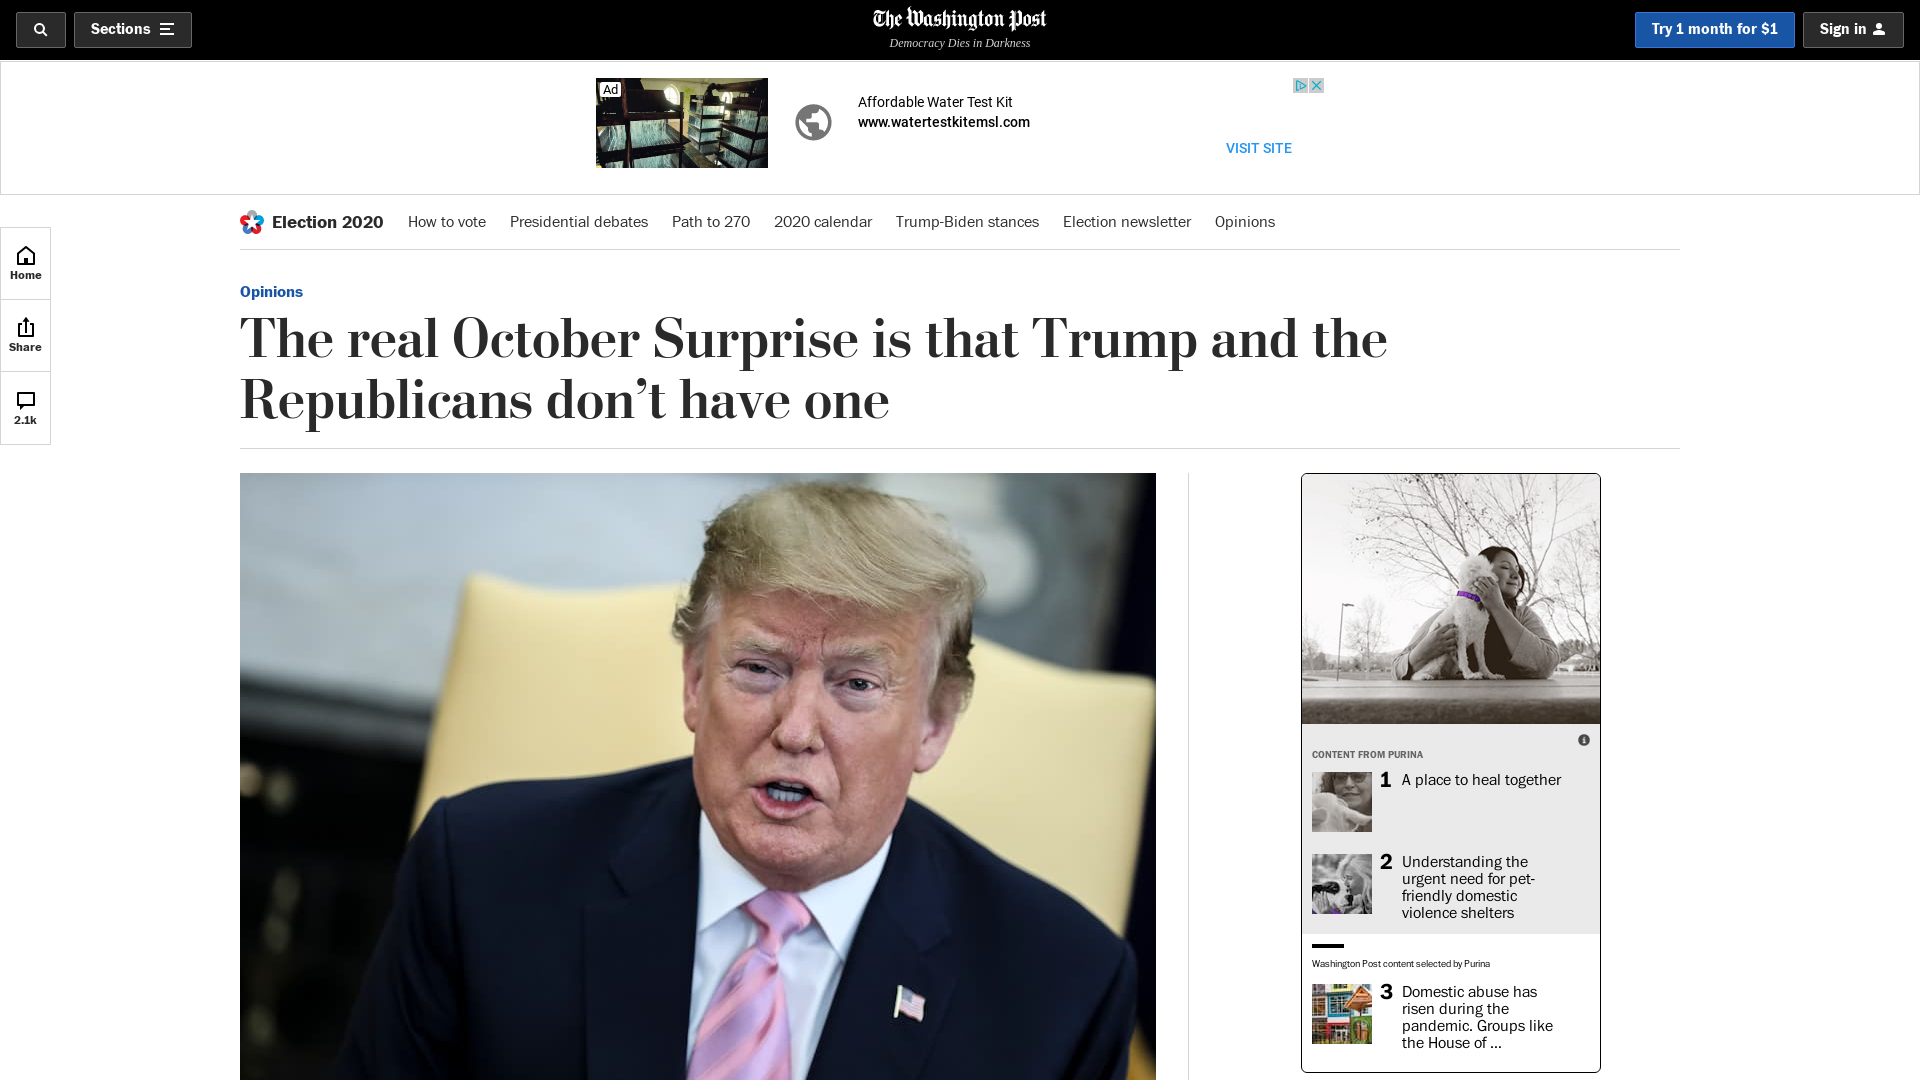 Sections
The Washington Post
Democracy Dies in Darkness
Try 1 month for $1
Sign in
Ad
Affordable Water Test Kit
www.watertestkitemsl.com
VISIT SITE
Election 2020
How to vote
Presidential debates
Path to 270
2020 calendar
Trump-Biden stances
Election newsletter
Opinions
Home
Share
2.1k
Opinions
The real October Surprise is that Trump and the
Republicans don’t have one
CONTENT FROM PURINA
1 A place to heal together
2 Understanding the
urgent need for pet-
friendly domestic
violence shelters
Washington Post content selected by Purina
3 Domestic abuse has
risen during the
pandemic. Groups like
the House of ...